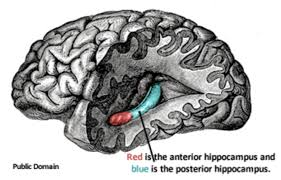 Red is the anterior hippocampus and
blue is the posterior hippocampus.
Public Domain